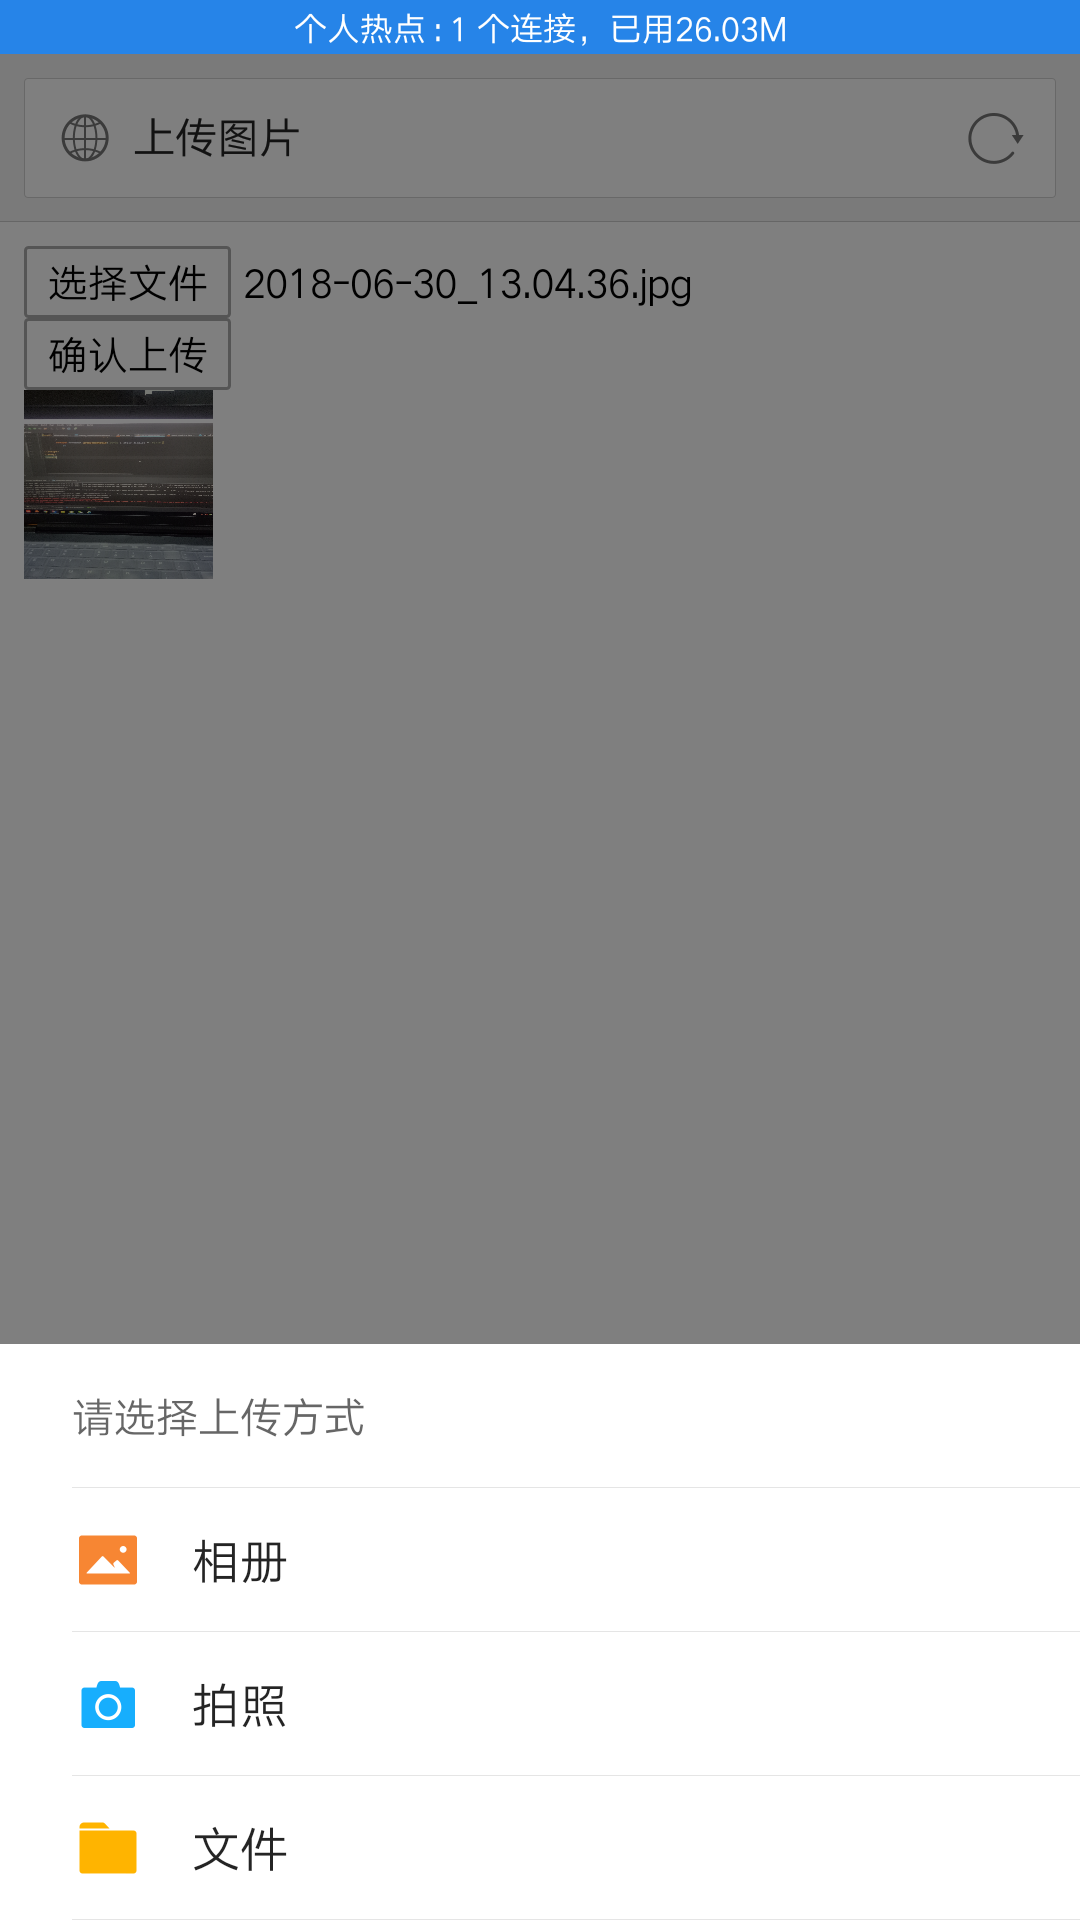 个人热点 : 1 个连接，已用26.03M
上传图片
选择文件 2018-06-30_13.04.36.jpg
确认上传
请选择上传方式
相册
拍照
文件